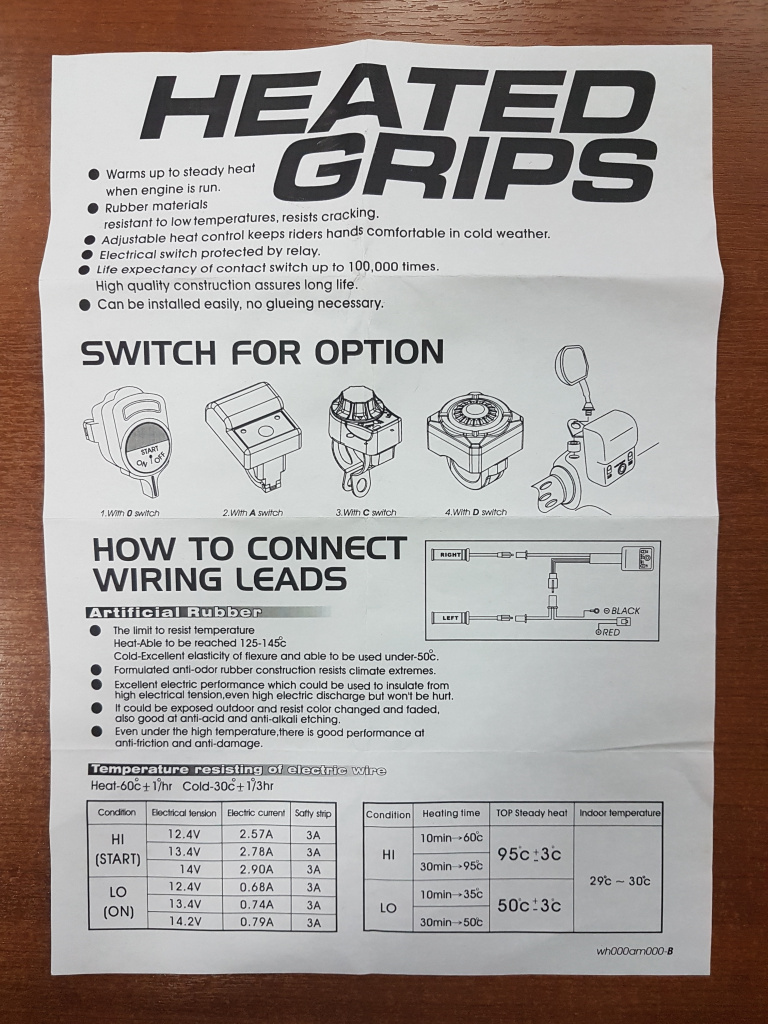 HEATED
GRIPS
● Warms up to steady heat
when engine is run.
● Rubber materials
resistant to low temperatures, resists cracking.
● Adjustable heat control keeps riders hands comfortable in cold weather.
● Electrical switch protected by relay.
● Life expectancy of contact switch up to 100,000 times.
High quality construction assures long life.
● Can be installed easily, no glueing necessary.
SWITCH FOR OPTION
START
ON OFF
1.With 0 switch
2.With A switch
3.With C switch
4.With D switch
HOW TO CONNECT
WIRING LEADS
RIGHT
LEFT
⊖ BLACK
⊕RED
Artificial Rubber
● The limit to resist temperature
Heat-Able to be reached 125-145°c
Cold-Excellent elasticity of flexure and able to be used under-50°c.
● Formulated anti-odor rubber construction resists climate extremes.
● Excellent electric performance which could be used to insulate from
high electrical tension,even high electric discharge but won't be hurt.
● It could be exposed outdoor and resist color changed and faded,
also good at anti-acid and anti-alkali etching.
● Even under the high temperature,there is good performance at
anti-friction and anti-damage.
Temperature resisting of electric wire
Heat-60°c±1°/hr Cold-30°c±1°/3hr
Condition Electrical tension Electric current Safty strip
HI
(START)
12.4V 2.57A 3A
13.4V 2.78A 3A
14V 2.90A 3A
LO
(ON)
12.4V 0.68A 3A
13.4V 0.74A 3A
14.2V 0.79A 3A
Condition Heating time TOP Steady heat Indoor temperature
HI
10min→60°c
30min→95°c
95°c±3°c
LO
10min→35°c
30min→50°c
50°c±3°c
29°c ~ 30°c
wh000am000-B